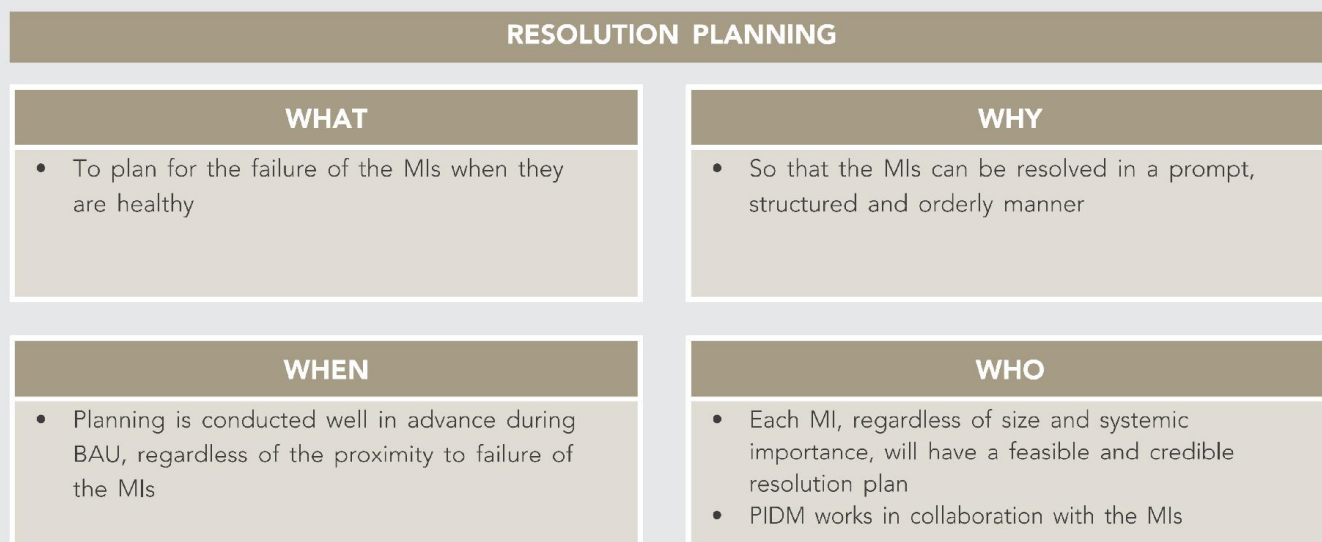 RESOLUTION PLANNING
WHAT
• To plan for the failure of the MIs when they
are healthy
WHY
• So that the MIs can be resolved in a prompt,
structured and orderly manner
WHEN
• Planning is conducted well in advance during
BAU, regardless of the proximity to failure of
the MIs
WHO
• Each MI, regardless of size and systemic
importance, will have a feasible and credible
resolution plan
• PIDM works in collaboration with the MIs